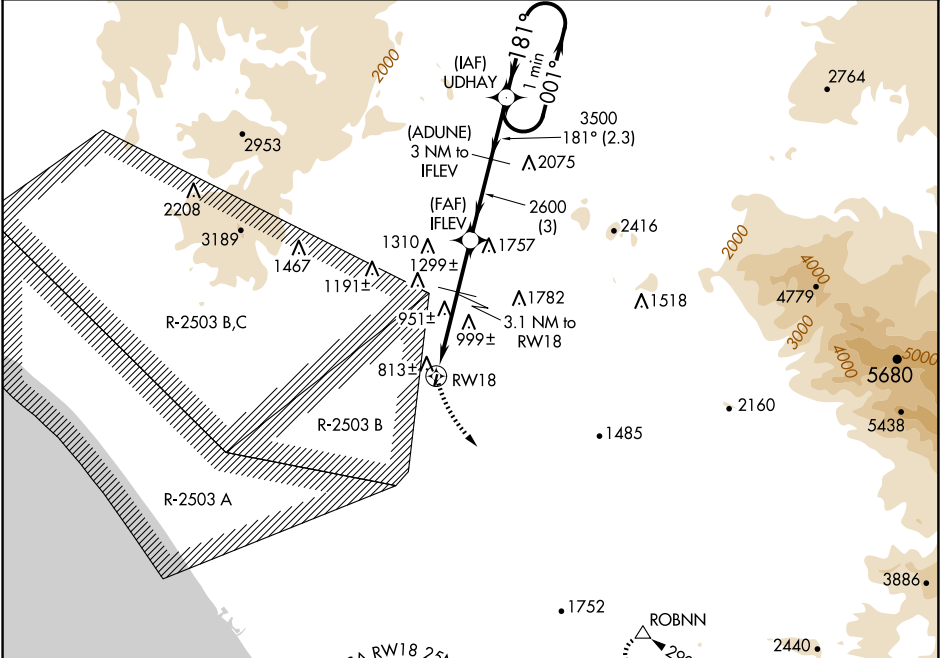 181°
1 min
001°
(IAF)
UDHAY
2000
2764
3500
181° (2.3)
(ADUNE)
3 NM to
IFLEV
2953
2075
2208
3189
(FAF)
IFLEV
2600
(3)
2416
2000
1310
1757
1467
1299±
1191±
4000
4779
1782
1518
951±
3.1 NM to
RW18
999±
3000
R-2503 B,C
4000
5000
5680
813±
RW18
2160
5438
R-2503 B
1485
R-2503 A
3886
1752
ROBNN
2440
RW18 25